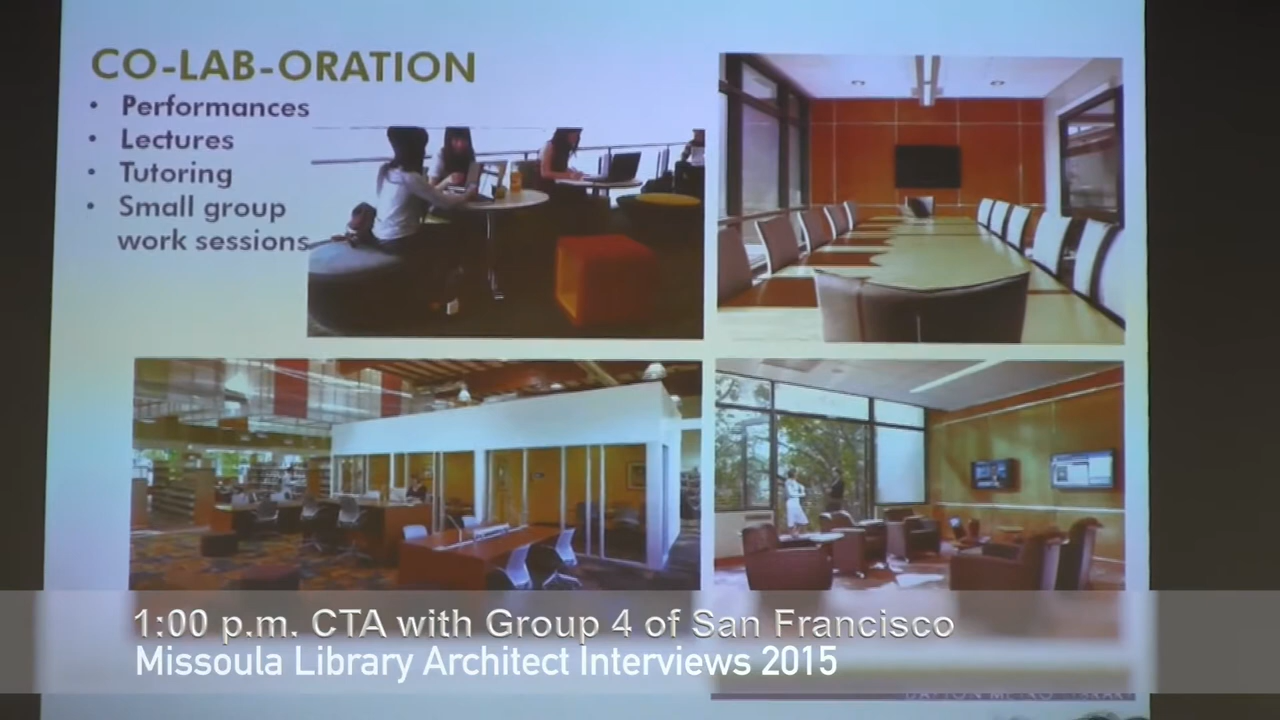 CO-LAB-ORATION
• Performances
• Lectures
• Tutoring
• Small group
work sessions
1:00 p.m. CTA with Group 4 of San Francisco
Missoula Library Architect Interviews 2015